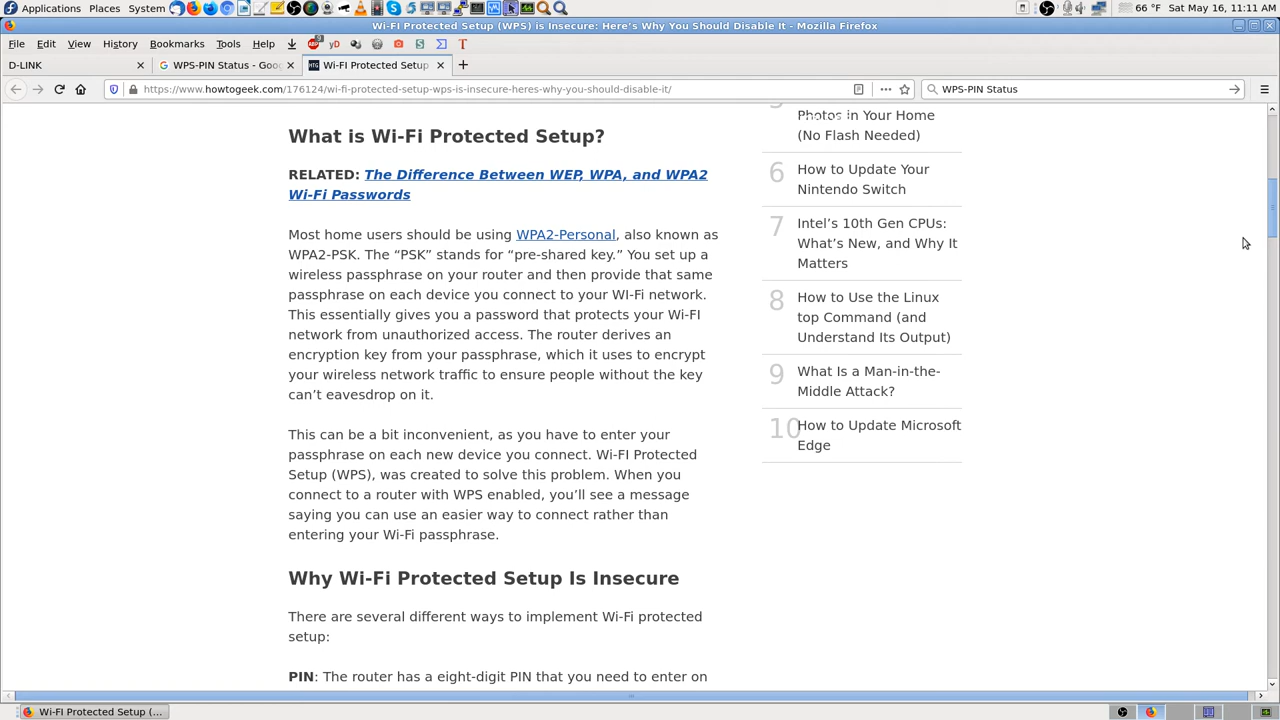 Applications Places System 66 °F Sat May 16, 11:11 AM
Wi-FI Protected Setup (WPS) is Insecure: Here's Why You Should Disable It - Mozilla Firefox
File Edit View History Bookmarks Tools Help
D-LINK WPS-PIN Status - Goo Wi-FI Protected Setup
https://www.howtogeek.com/176124/wi-fi-protected-setup-wps-is-insecure-heres-why-you-should-disable-it/ WPS-PIN Status
What is Wi-Fi Protected Setup?
RELATED: The Difference Between WEP, WPA, and WPA2
Wi-Fi Passwords
Most home users should be using WPA2-Personal, also known as
WPA2-PSK. The “PSK” stands for “pre-shared key.” You set up a
wireless passphrase on your router and then provide that same
passphrase on each device you connect to your WI-Fi network.
This essentially gives you a password that protects your Wi-FI
network from unauthorized access. The router derives an
encryption key from your passphrase, which it uses to encrypt
your wireless network traffic to ensure people without the key
can’t eavesdrop on it.
This can be a bit inconvenient, as you have to enter your
passphrase on each new device you connect. Wi-FI Protected
Setup (WPS), was created to solve this problem. When you
connect to a router with WPS enabled, you’ll see a message
saying you can use an easier way to connect rather than
entering your Wi-Fi passphrase.
Why Wi-Fi Protected Setup Is Insecure
There are several different ways to implement Wi-Fi protected
setup:
PIN: The router has a eight-digit PIN that you need to enter on
Photos in Your Home
(No Flash Needed)
6 How to Update Your
Nintendo Switch
7 Intel’s 10th Gen CPUs:
What’s New, and Why It
Matters
8 How to Use the Linux
top Command (and
Understand Its Output)
9 What Is a Man-in-the-
Middle Attack?
10 How to Update Microsoft
Edge
Wi-FI Protected Setup (...